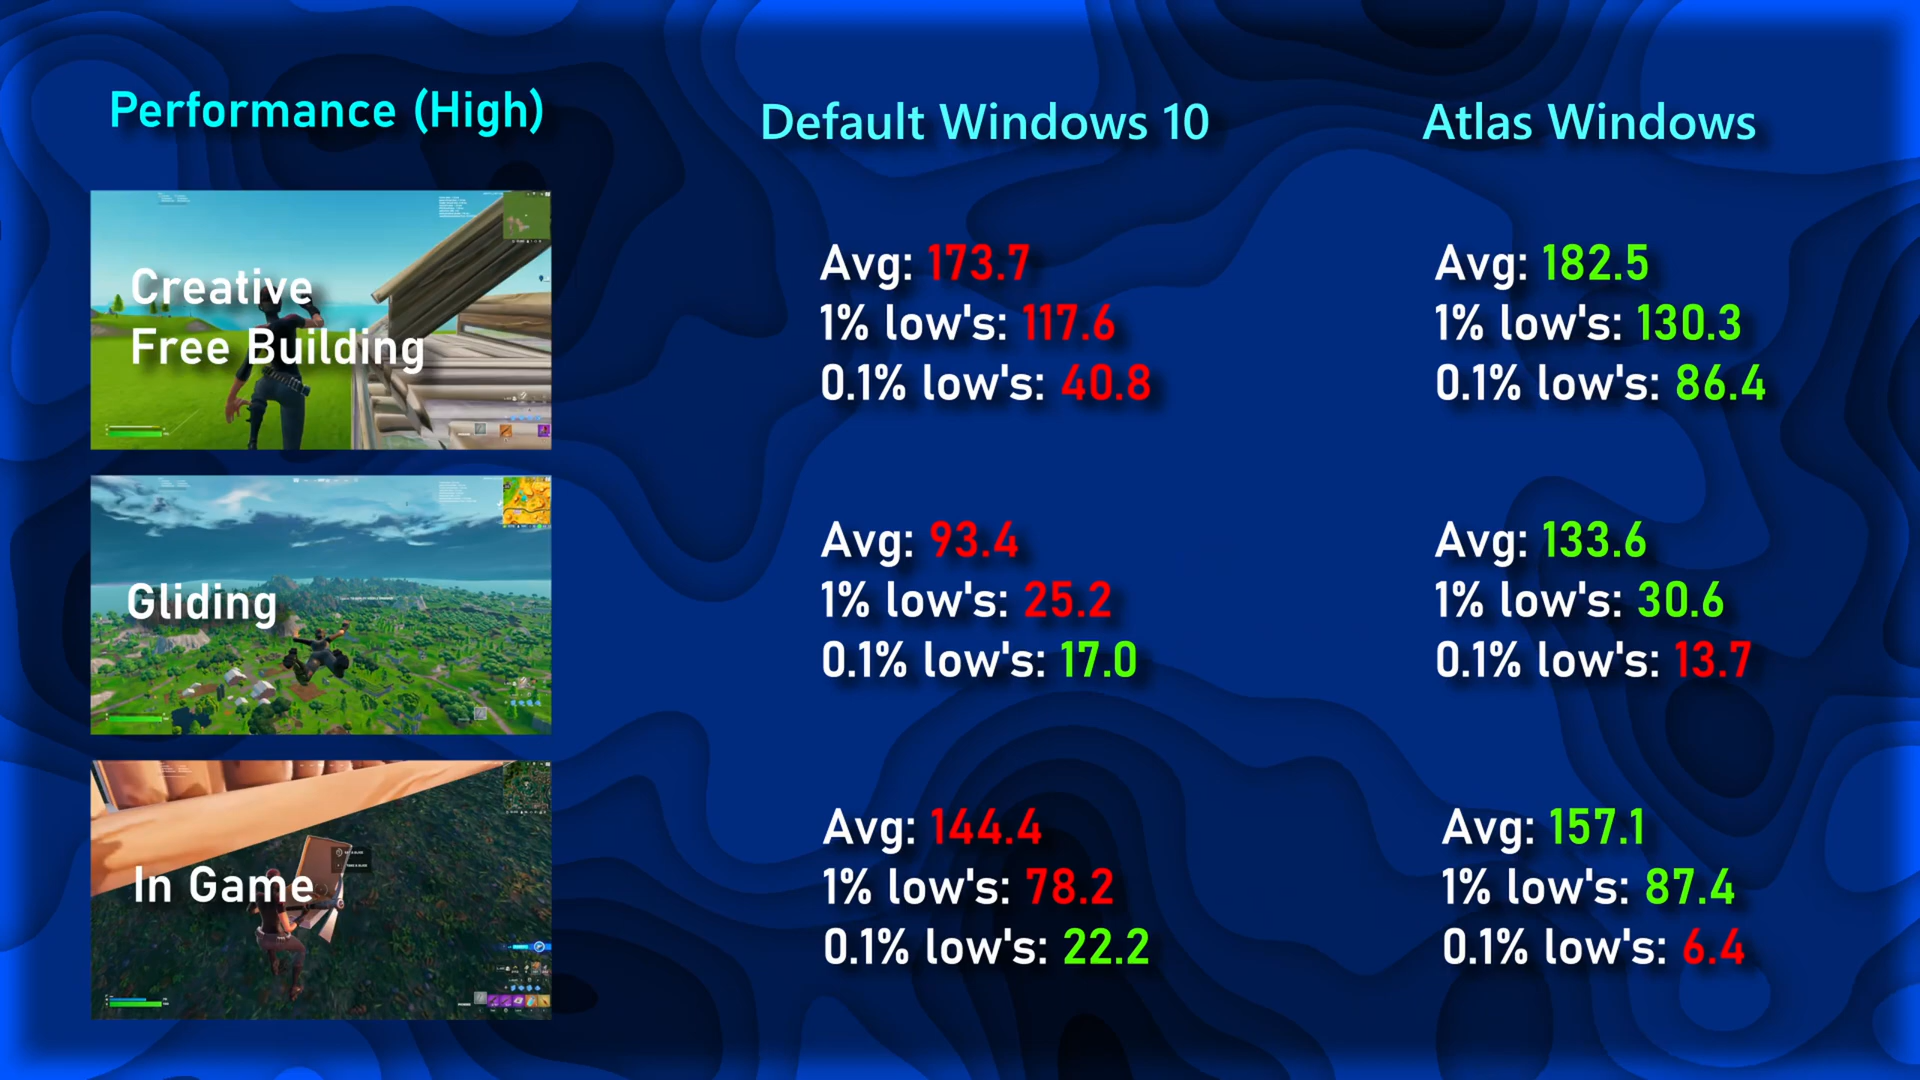 Performance (High)
Default Windows 10
Atlas Windows
Creative
Free Building
Avg: 173.7
1% low's: 117.6
0.1% low's: 40.8
Avg: 182.5
1% low's: 130.3
0.1% low's: 86.4
Gliding
Avg: 93.4
1% low's: 25.2
0.1% low's: 17.0
Avg: 133.6
1% low's: 30.6
0.1% low's: 13.7
In Game
Avg: 144.4
1% low's: 78.2
0.1% low's: 22.2
Avg: 157.1
1% low's: 87.4
0.1% low's: 6.4